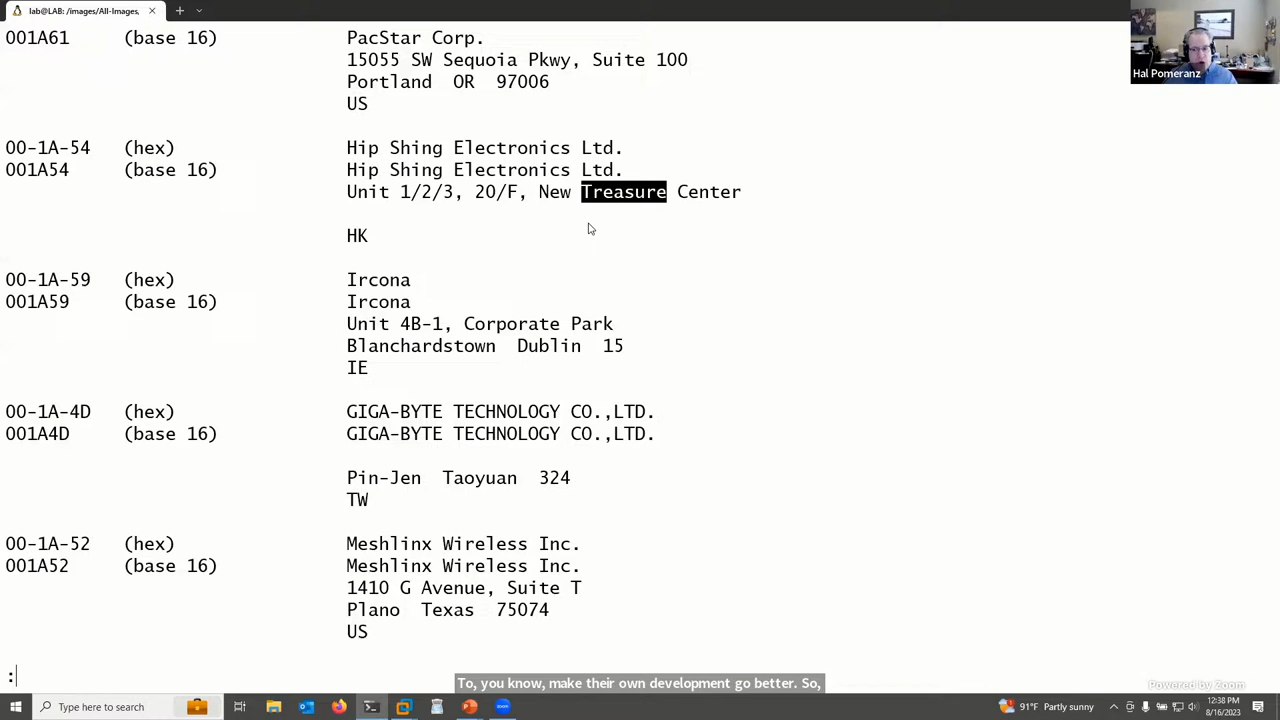 lab@LAB: /images/All-Images,
Hal Pomeranz
001A61 (base 16) PacStar Corp.
15055 SW Sequoia Pkwy, Suite 100
Portland OR 97006
US
00-1A-54 (hex) Hip Shing Electronics Ltd.
001A54 (base 16) Hip Shing Electronics Ltd.
Unit 1/2/3, 20/F, New Treasure Center
HK
00-1A-59 (hex) Ircona
001A59 (base 16) Ircona
Unit 4B-1, Corporate Park
Blanchardstown Dublin 15
IE
00-1A-4D (hex) GIGA-BYTE TECHNOLOGY CO.,LTD.
001A4D (base 16) GIGA-BYTE TECHNOLOGY CO.,LTD.
Pin-Jen Taoyuan 324
TW
00-1A-52 (hex) Meshlinx Wireless Inc.
001A52 (base 16) Meshlinx Wireless Inc.
1410 G Avenue, Suite T
Plano Texas 75074
US
:
To, you know, make their own development go better. So,
Powered by Zoom
Type here to search
91°F Partly sunny
12:38 PM
8/16/2023